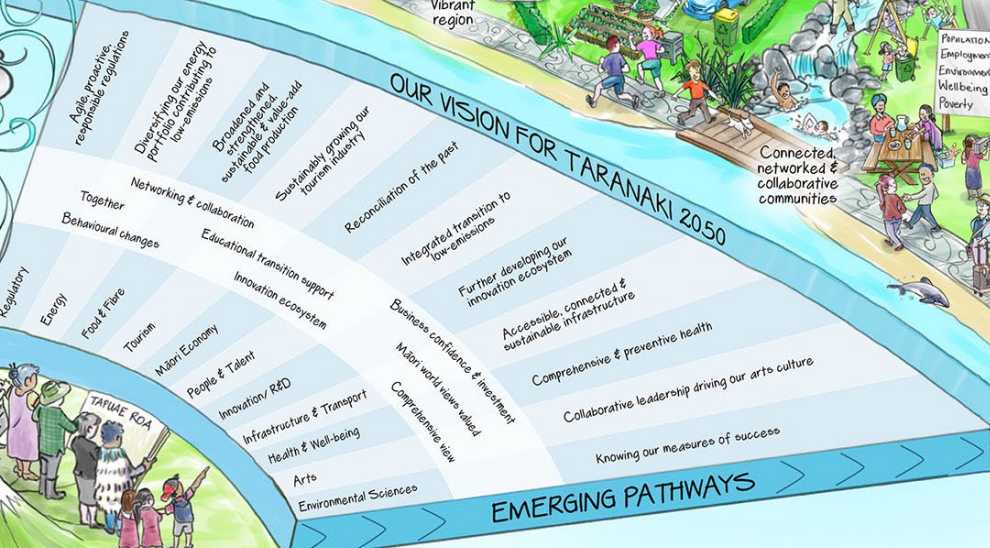 Vibrant
region
POPULATION
Employment
Environment
Wellbeing
Poverty
OUR VISION FOR TARANAKI 2050
Connected,
networked &
collaborative
communities
Agile, proactive,
responsible regulations
Diversifying our energy
portfolio contributing to
low-emissions
Broadened and
strengthened,
sustainable & value-add
food production
Sustainably growing our
tourism industry
Reconciliation of the past
Integrated transition to
low-emissions
Further developing our
innovation ecosystem
Accessible, connected &
sustainable infrastructure
Comprehensive & preventive health
Collaborative leadership driving our arts culture
Knowing our measures of success
Networking & collaboration
Together
Behavioural changes
Educational transition support
Innovation ecosystem
Business confidence & investment
Māori world views valued
Comprehensive view
Regulatory
Energy
Food & Fibre
Tourism
Māori Economy
People & Talent
Innovation/R&D
Infrastructure & Transport
Health & Well-being
Arts
Environmental Sciences
TAPUAE ROA
EMERGING PATHWAYS